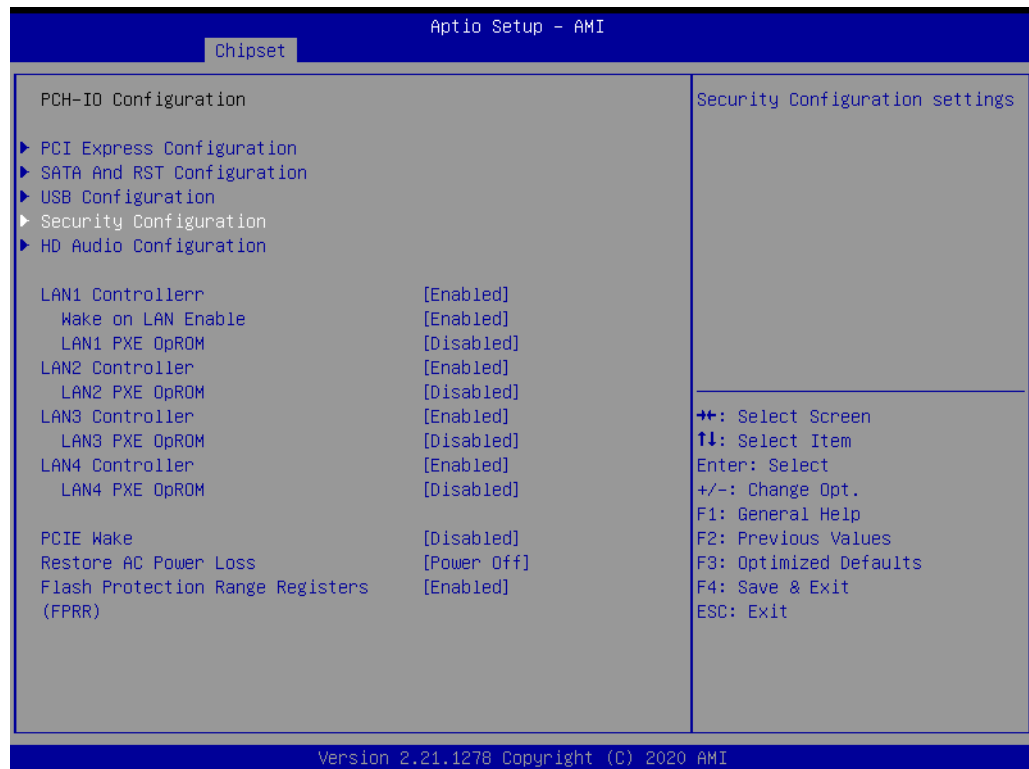 Aptio Setup – AMI
Chipset
PCH-IO Configuration
Security Configuration settings
▶ PCI Express Configuration
▶ SATA And RST Configuration
▶ USB Configuration
▶ Security Configuration
▶ HD Audio Configuration
LAN1 Controllerr [Enabled]
Wake on LAN Enable [Enabled]
LAN1 PXE OpROM [Disabled]
LAN2 Controller [Enabled]
LAN2 PXE OpROM [Disabled]
LAN3 Controller [Enabled]
LAN3 PXE OpROM [Disabled]
LAN4 Controller [Enabled]
LAN4 PXE OpROM [Disabled]
PCIE Wake [Disabled]
Restore AC Power Loss [Power Off]
Flash Protection Range Registers [Enabled]
(FPRR)
→←: Select Screen
↑↓: Select Item
Enter: Select
+/-: Change Opt.
F1: General Help
F2: Previous Values
F3: Optimized Defaults
F4: Save & Exit
ESC: Exit
Version 2.21.1278 Copyright (C) 2020 AMI